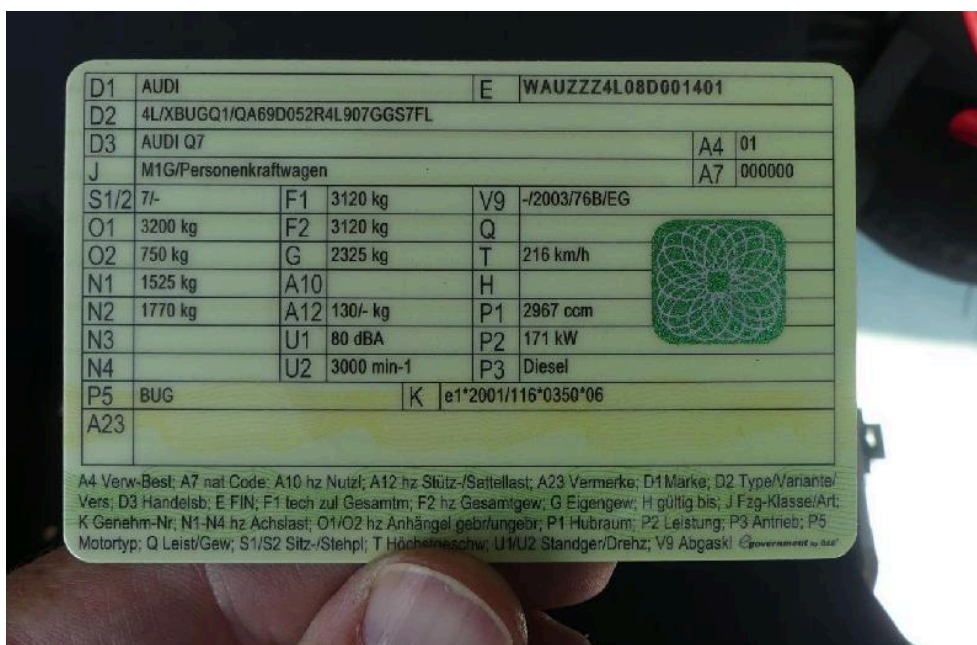 D1 AUDI E WAUZZZ4L08D001401
D2 4L/XBUGQ1/QA69D052R4L907GGS7FL
D3 AUDI Q7 A4 01
J M1G/Personenkraftwagen A7 000000
S1/2 7/- F1 3120 kg V9 -/2003/76B/EG
O1 3200 kg F2 3120 kg Q
O2 750 kg G 2325 kg T 216 km/h
N1 1525 kg A10 H
N2 1770 kg A12 130/- kg P1 2967 ccm
N3 U1 80 dBA P2 171 kW
N4 U2 3000 min-1 P3 Diesel
P5 BUG K e1*2001/116*0350*06
A23
A4 Verw-Best; A7 nat Code; A10 hz Nutzl; A12 hz Stütz-/Sattellast; A23 Vermerke; D1 Marke; D2 Type/Variante/
Vers; D3 Handelsb; E FIN; F1 tech zul Gesamtm; F2 hz Gesamtgew; G Eigengew; H gültig bis; J Fzg-Klasse/Art;
K Genehm-Nr; N1-N4 hz Achslast; O1/O2 hz Anhängel gebr/ungebr; P1 Hubraum; P2 Leistung; P3 Antrieb; P5
Motortyp; Q Leist/Gew; S1/S2 Sitz-/Stehpl; T Höchstgeschw; U1/U2 Standger/Drehz; V9 Abgaskl egovernment by